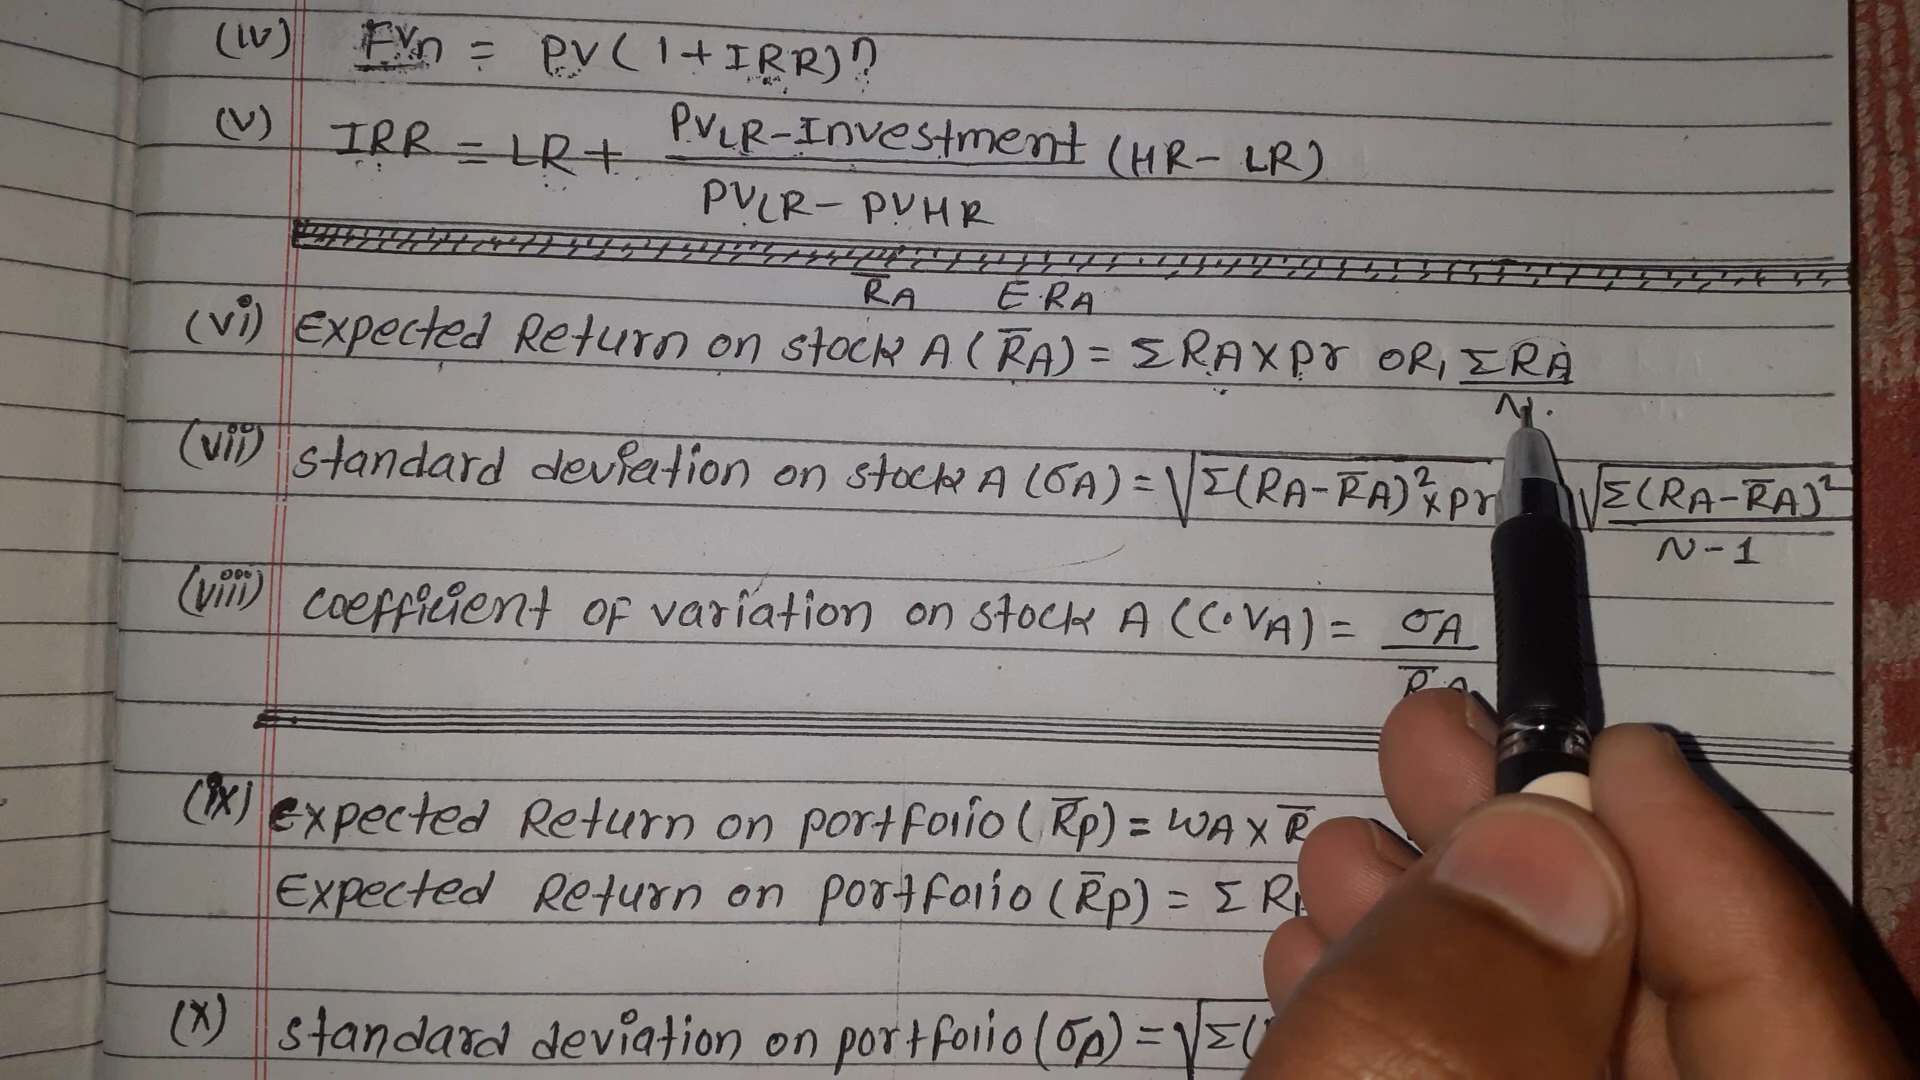 (iv) FVn = PV(1+IRR)n
(v) IRR = LR + PVLR-Investment (HR- LR)
PVLR- PVHR
R̅A E.RA
(vi) Expected Return on stock A (R̅A) = ΣRA×Pr OR, ΣRA
N.
(vii) standard deviation on stock A (σA) = √Σ(RA-R̅A)²×Pr √Σ(RA-R̅A)²
N-1
(viii) coefficient of variation on stock A (C.VA) = σA
R̅A
(ix) Expected Return on portfolio (R̅p) = WA × R̅
Expected Return on portfolio (R̅p) = Σ R
(x) standard deviation on portfolio (σp) = √Σ(